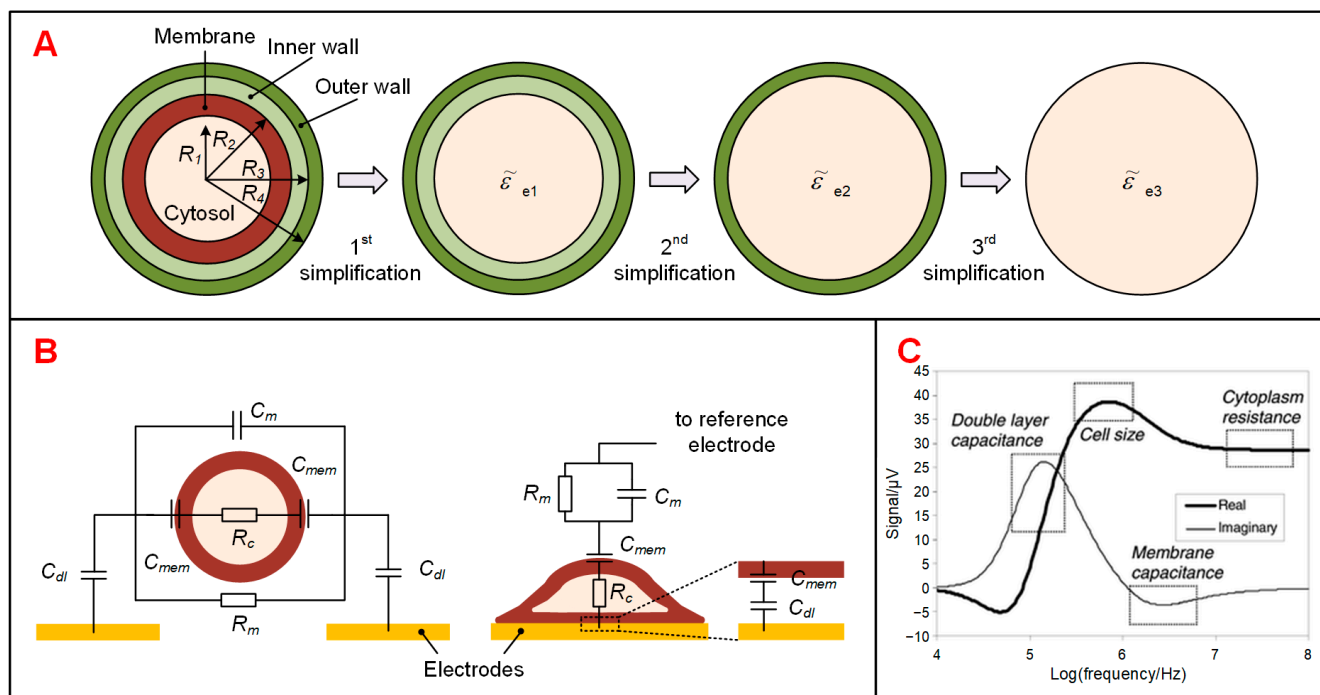 A
Membrane
Inner wall
Outer wall
R₁
R₂
R₃
R₄
Cytosol
1st
simplification
ε̃ e1
2nd
simplification
ε̃ e2
3rd
simplification
ε̃ e3
B
Cm
Cmem
Rc
Cmem
Cdl
Cdl
Rm
to reference
electrode
Rm
Cm
Cmem
Rc
Cmem
Cdl
Electrodes
C
45
40
35
30
25
20
15
10
5
0
−5
−10
Signal/µV
Double layer
capacitance
Cell size
Cytoplasm
resistance
Real
Imaginary
Membrane
capacitance
4
5
6
7
8
Log(frequency/Hz)